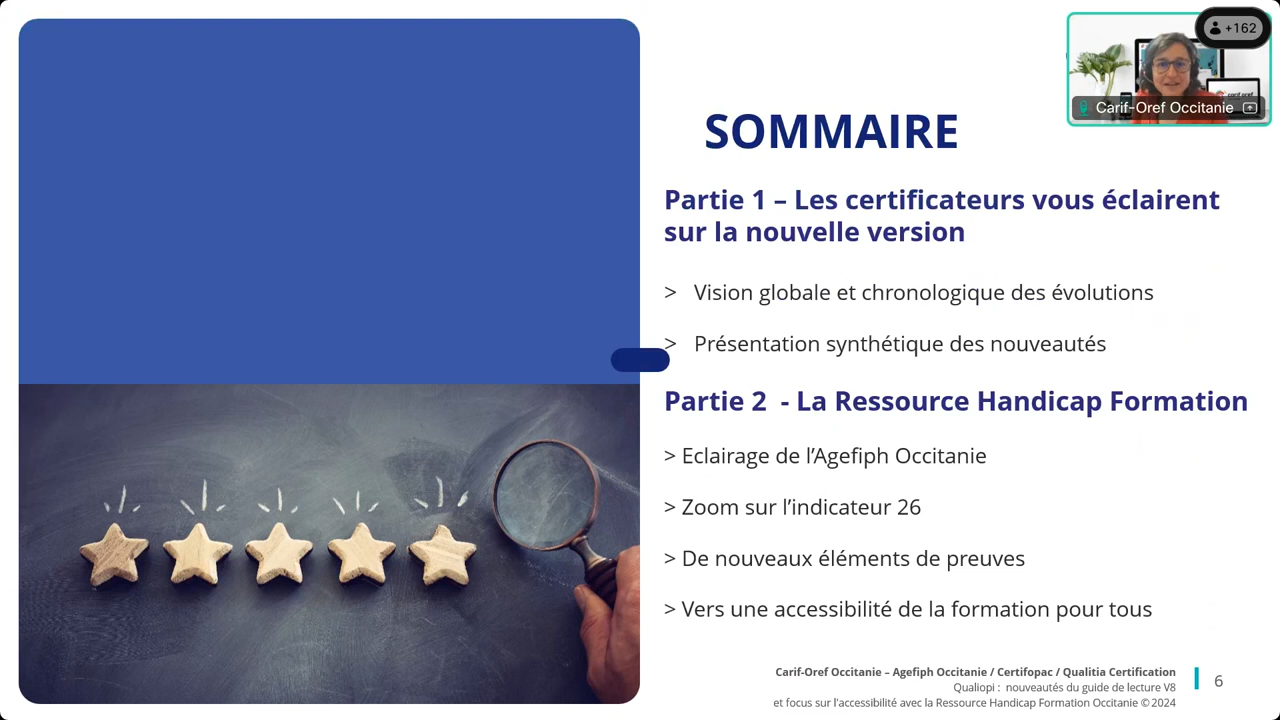 +162
Carif-Oref Occitanie
SOMMAIRE
Partie 1 – Les certificateurs vous éclairent
sur la nouvelle version
> Vision globale et chronologique des évolutions
> Présentation synthétique des nouveautés
Partie 2 - La Ressource Handicap Formation
> Eclairage de l’Agefiph Occitanie
> Zoom sur l’indicateur 26
> De nouveaux éléments de preuves
> Vers une accessibilité de la formation pour tous
Carif-Oref Occitanie – Agefiph Occitanie / Certifopac / Qualitia Certification
Qualiopi : nouveautés du guide de lecture V8
et focus sur l'accessibilité avec la Ressource Handicap Formation Occitanie © 2024
6